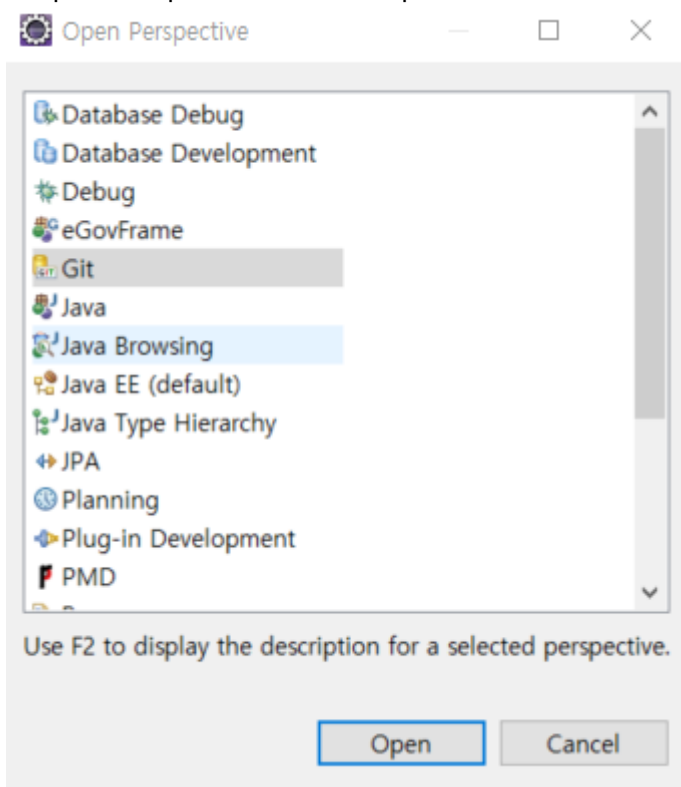 Open Perspective
Database Debug
Database Development
Debug
eGovFrame
Git
Java
Java Browsing
Java EE (default)
Java Type Hierarchy
JPA
Planning
Plug-in Development
PMD
Use F2 to display the description for a selected perspective.
Open
Cancel